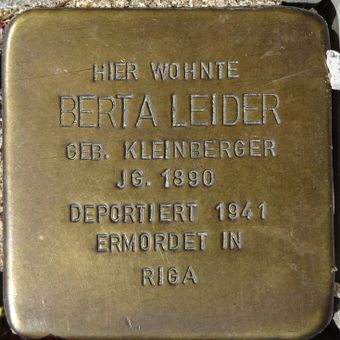 HIER WOHNTE
BERTA LEIDER
GEB. KLEINBERGER
JG. 1890
DEPORTIERT 1941
ERMORDET IN
RIGA